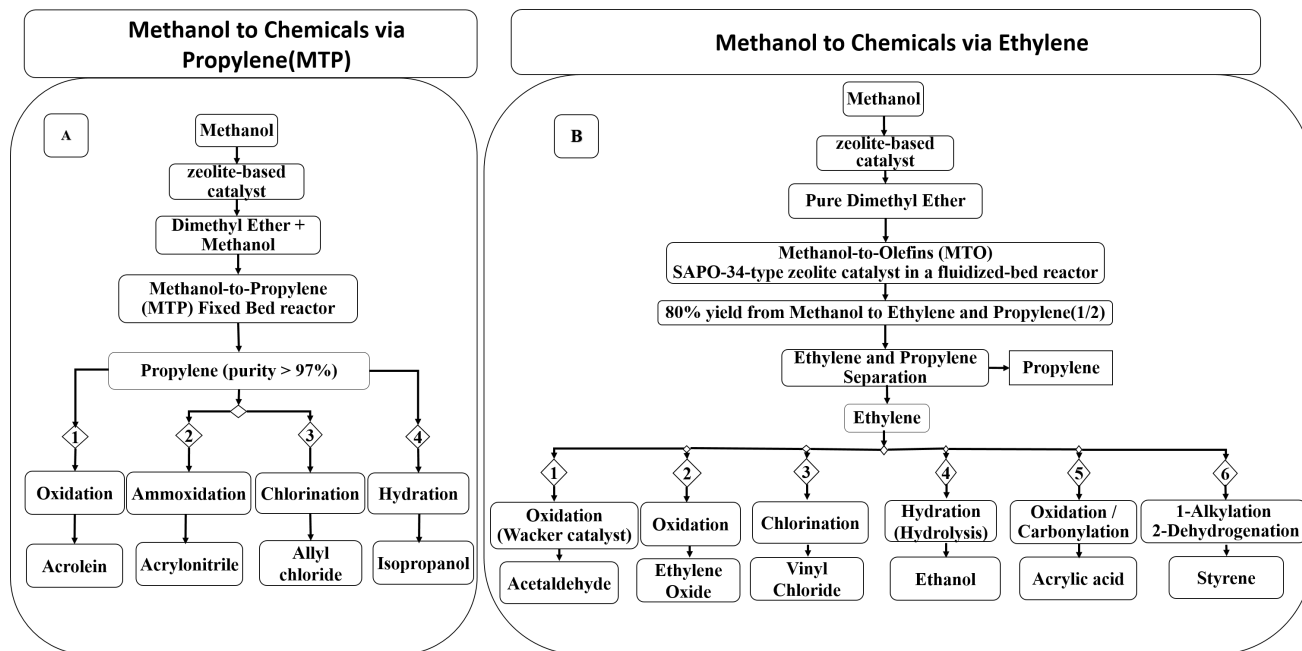 Methanol to Chemicals via
Propylene(MTP)
A
Methanol
zeolite-based
catalyst
Dimethyl Ether +
Methanol
Methanol-to-Propylene
(MTP) Fixed Bed reactor
Propylene (purity > 97%)
1
2
3
4
Oxidation
Ammoxidation
Chlorination
Hydration
Acrolein
Acrylonitrile
Allyl
chloride
Isopropanol
Methanol to Chemicals via Ethylene
B
Methanol
zeolite-based
catalyst
Pure Dimethyl Ether
Methanol-to-Olefins (MTO)
SAPO-34-type zeolite catalyst in a fluidized-bed reactor
80% yield from Methanol to Ethylene and Propylene(1/2)
Ethylene and Propylene
Separation
Propylene
Ethylene
1
2
3
4
5
6
Oxidation
(Wacker catalyst)
Oxidation
Chlorination
Hydration
(Hydrolysis)
Oxidation /
Carbonylation
1-Alkylation
2-Dehydrogenation
Acetaldehyde
Ethylene
Oxide
Vinyl
Chloride
Ethanol
Acrylic acid
Styrene